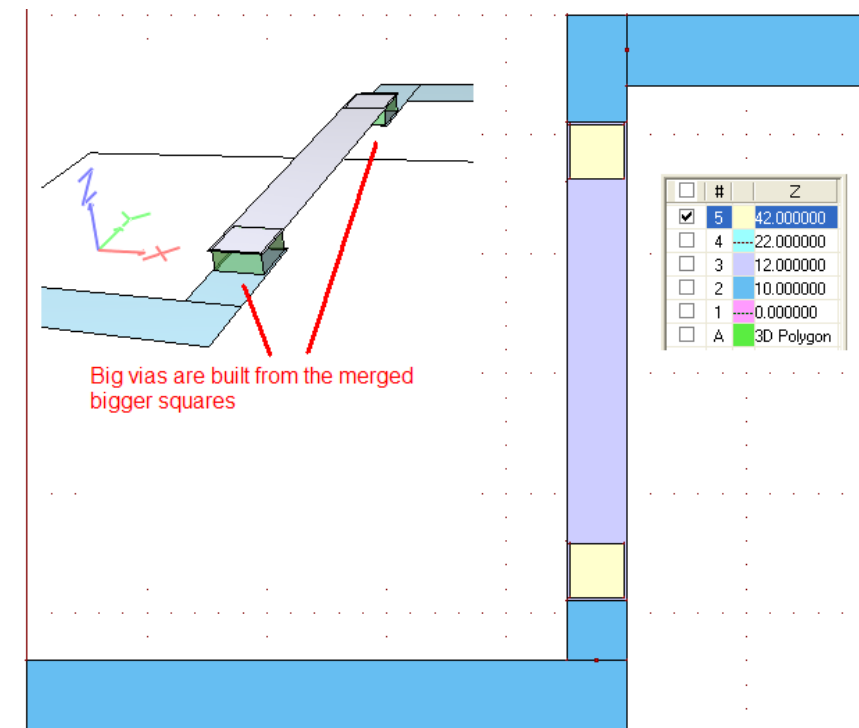 Z
Y
X
Big vias are built from the merged
bigger squares
# Z
5 42.000000
4 22.000000
3 12.000000
2 10.000000
1 0.000000
A 3D Polygon